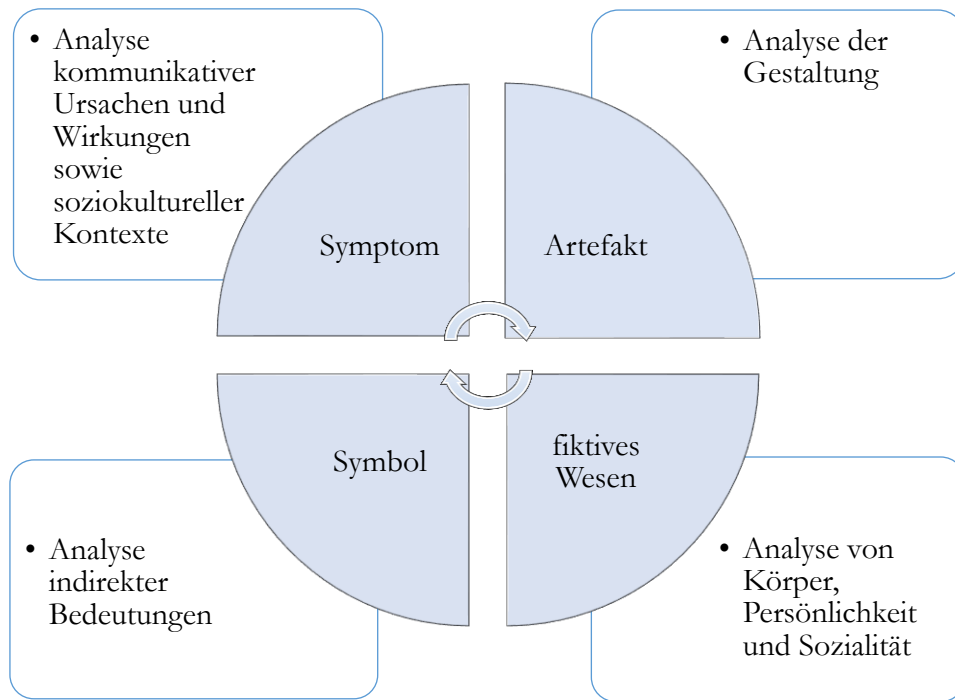 • Analyse
kommunikativer
Ursachen und
Wirkungen
sowie
soziokultureller
Kontexte
Symptom
• Analyse der
Gestaltung
Artefakt
Symbol
• Analyse
indirekter
Bedeutungen
fiktives
Wesen
• Analyse von
Körper,
Persönlichkeit
und Sozialität